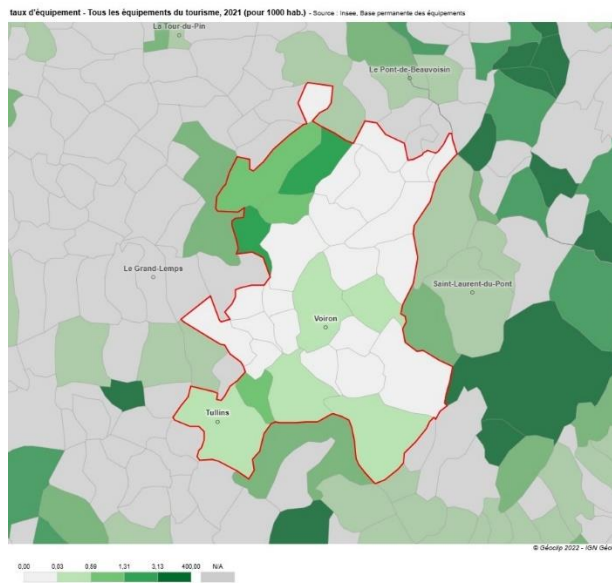 taux d'équipement - Tous les équipements du tourisme, 2021 (pour 1000 hab.) - Source : Insee, Base permanente des équipements
La Tour-du-Pin
Le Pont-de-Beauvoisin
Le Grand-Lemps
Saint-Laurent-du-Pont
Voiron
Tullins
© Géoclip 2022 - IGN Géo
0,00 0,03 0,89 1,31 3,13 400,00 N/A